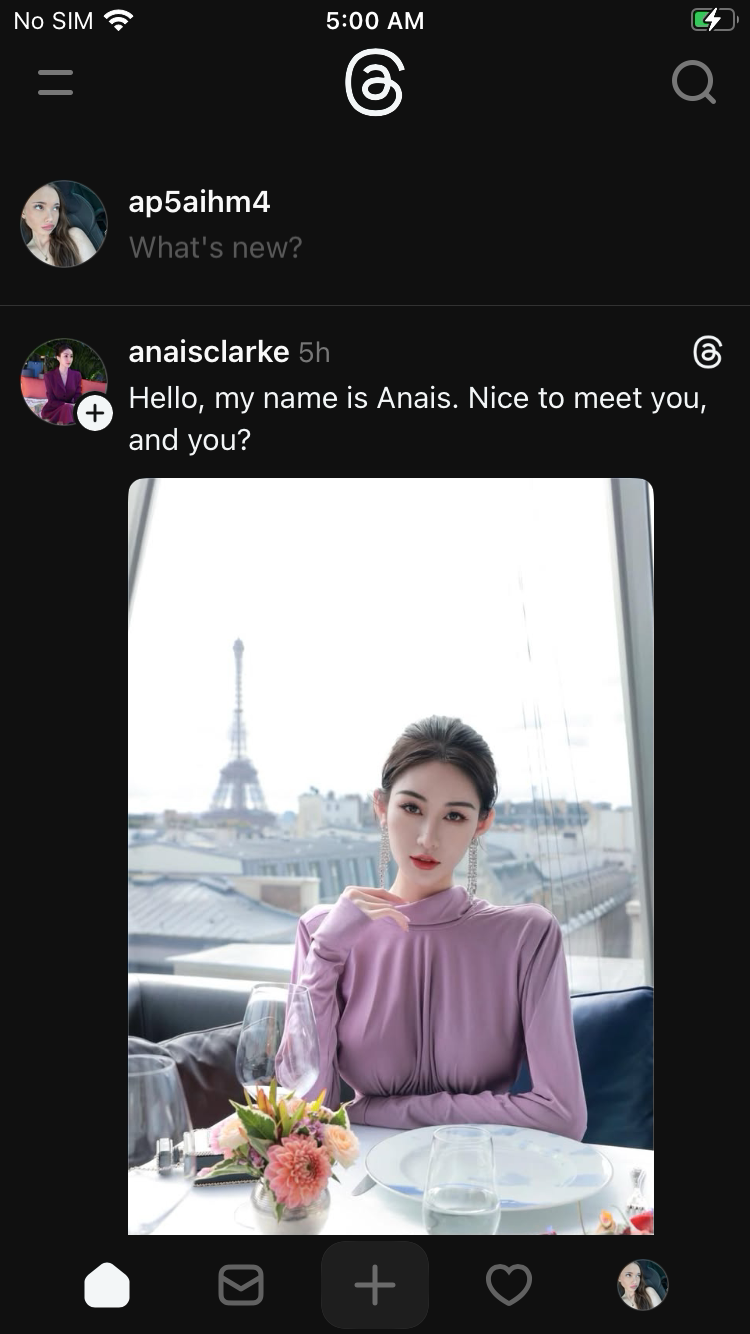 No SIM
5:00 AM
ap5aihm4
What's new?
anaisclarke 5h
Hello, my name is Anais. Nice to meet you,
and you?